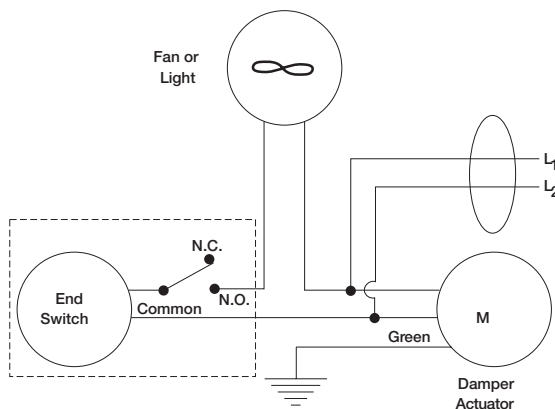 Fan or
Light
L1
L2
N.C.
N.O.
End
Switch
Common
M
Green
Damper
Actuator